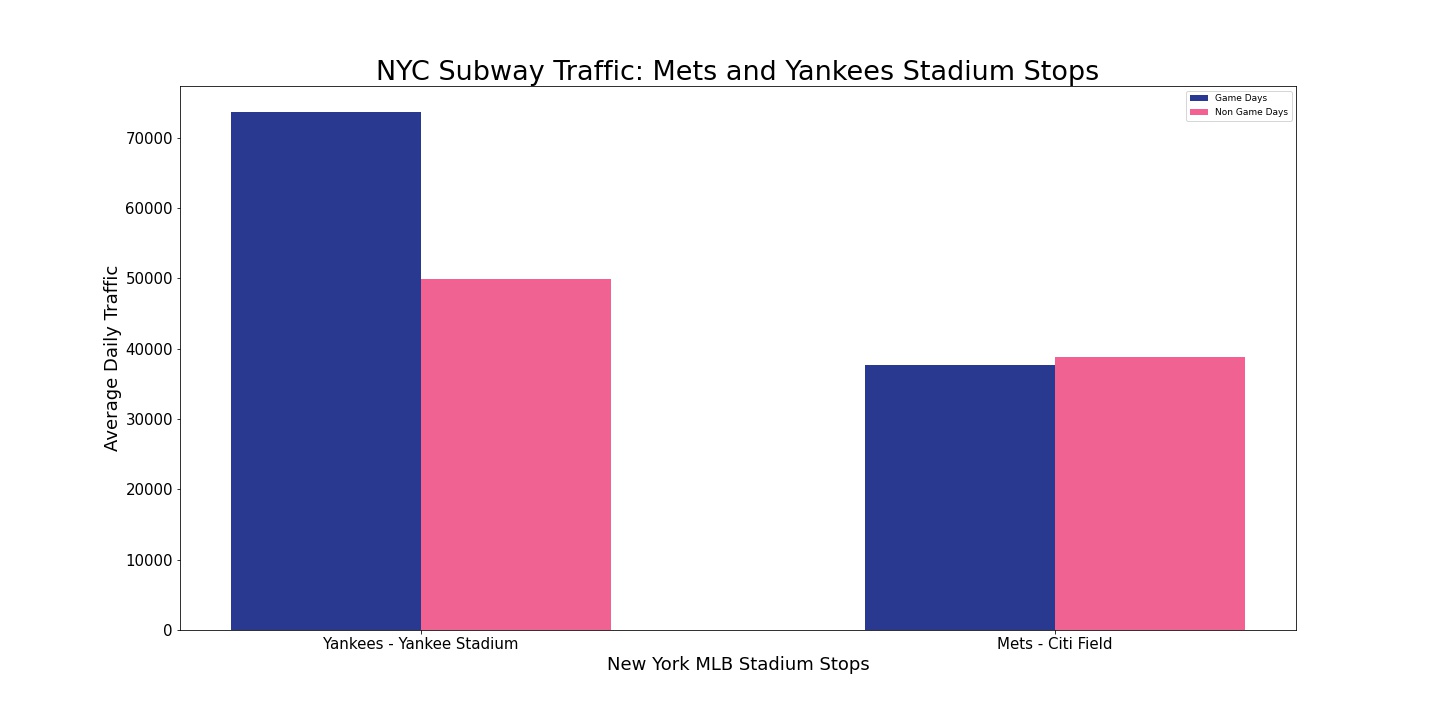 NYC Subway Traffic: Mets and Yankees Stadium Stops
Game Days
Non Game Days
Average Daily Traffic
70000
60000
50000
40000
30000
20000
10000
0
Yankees - Yankee Stadium
Mets - Citi Field
New York MLB Stadium Stops